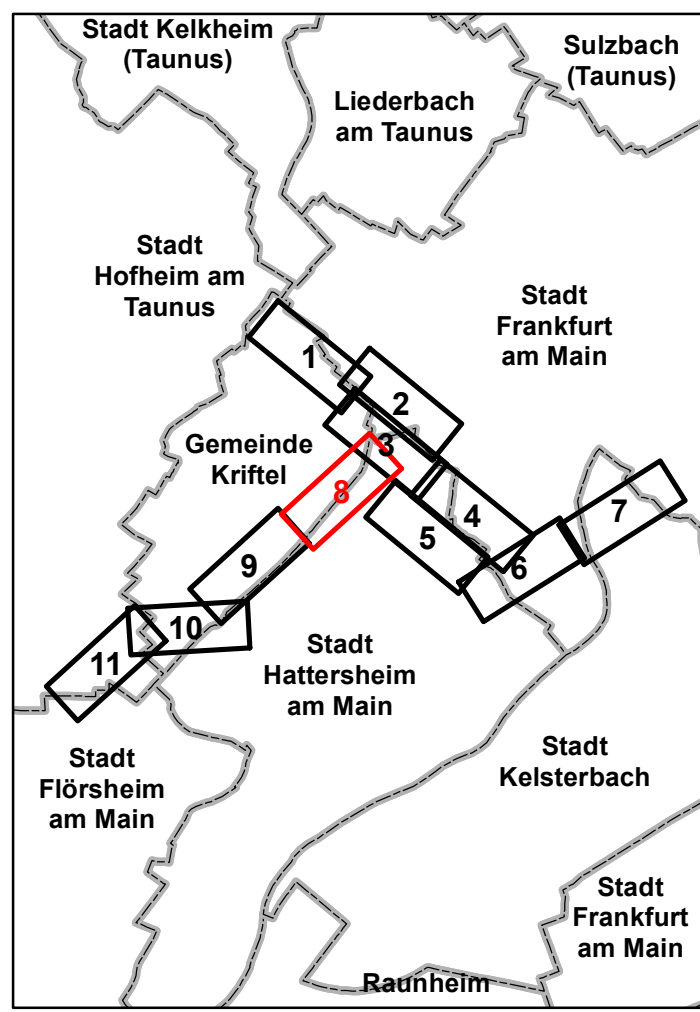 Stadt Kelkheim
(Taunus)
Sulzbach
(Taunus)
Liederbach
am Taunus
Stadt
Hofheim am
Taunus
Stadt
Frankfurt
am Main
1
2
3
Gemeinde
Kriftel
8
4
7
5
9
6
10
11
Stadt
Hattersheim
am Main
Stadt
Flörsheim
am Main
Stadt
Kelsterbach
Stadt
Frankfurt
am Main
Raunheim